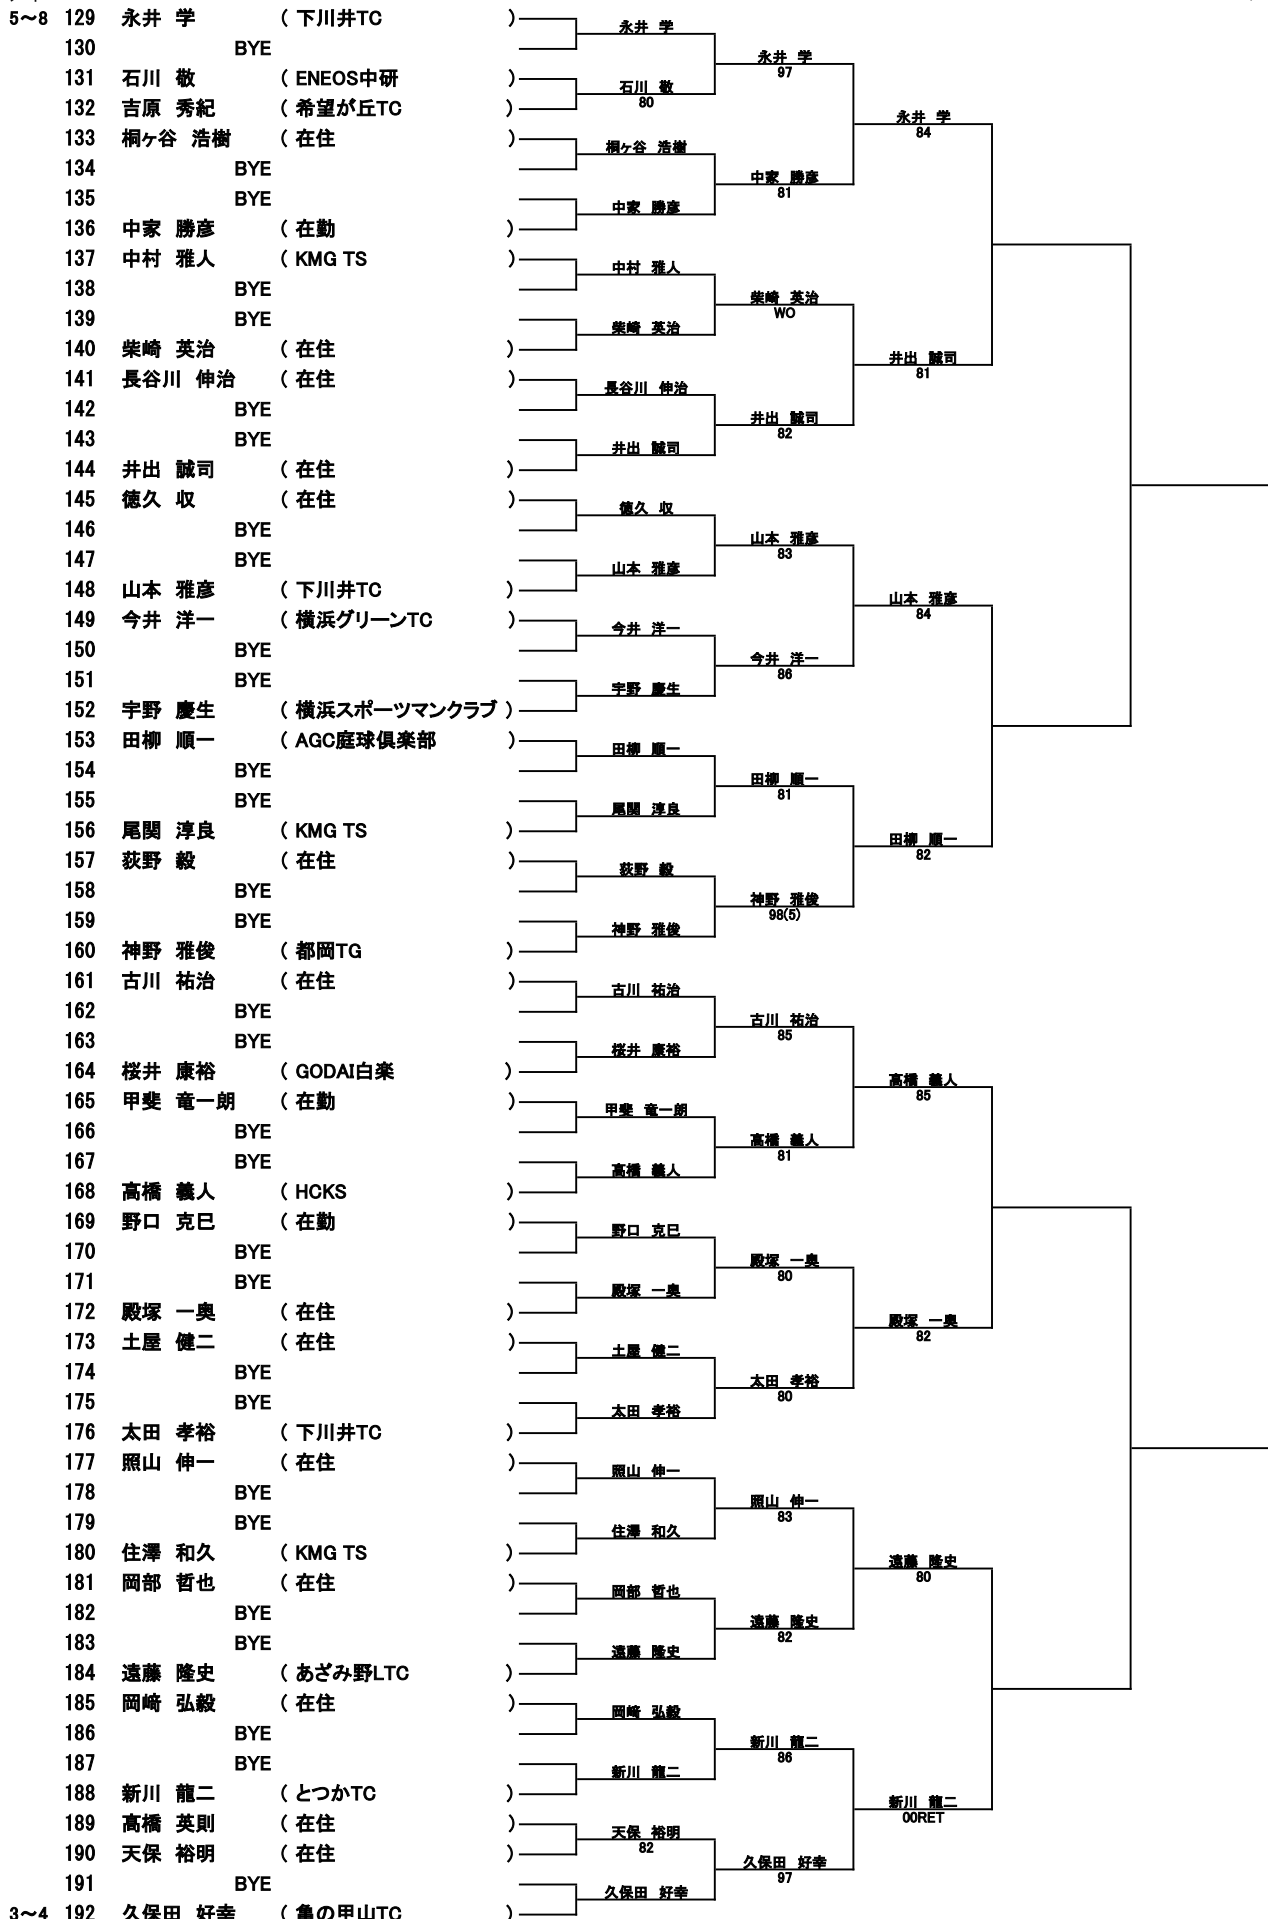 5～8 129 永井 学 ( 下川井TC )
永井 学
130 BYE
永井 学
97
131 石川 敬 ( ENEOS中研 )
石川 敬
80
132 吉原 秀紀 ( 希望が丘TC )
永井 学
84
133 桐ヶ谷 浩樹 ( 在住 )
桐ヶ谷 浩樹
134 BYE
中家 勝彦
81
135 BYE
中家 勝彦
136 中家 勝彦 ( 在勤 )
137 中村 雅人 ( KMG TS )
中村 雅人
138 BYE
柴崎 英治
WO
139 BYE
柴崎 英治
140 柴崎 英治 ( 在住 )
井出 誠司
81
141 長谷川 伸治 ( 在住 )
長谷川 伸治
142 BYE
井出 誠司
82
143 BYE
井出 誠司
144 井出 誠司 ( 在住 )
145 徳久 収 ( 在住 )
徳久 収
146 BYE
山本 雅彦
83
147 BYE
山本 雅彦
148 山本 雅彦 ( 下川井TC )
山本 雅彦
84
149 今井 洋一 ( 横浜グリーンTC )
今井 洋一
150 BYE
今井 洋一
86
151 BYE
宇野 慶生
152 宇野 慶生 ( 横浜スポーツマンクラブ )
153 田柳 順一 ( AGC庭球倶楽部 )
田柳 順一
154 BYE
田柳 順一
81
155 BYE
尾関 淳良
156 尾関 淳良 ( KMG TS )
田柳 順一
82
157 荻野 毅 ( 在住 )
荻野 毅
158 BYE
神野 雅俊
98(5)
159 BYE
神野 雅俊
160 神野 雅俊 ( 都岡TG )
161 古川 祐治 ( 在住 )
古川 祐治
162 BYE
古川 祐治
85
163 BYE
桜井 康裕
164 桜井 康裕 ( GODAI白楽 )
高橋 義人
85
165 甲斐 竜一朗 ( 在勤 )
甲斐 竜一朗
166 BYE
高橋 義人
81
167 BYE
高橋 義人
168 高橋 義人 ( HCKS )
169 野口 克巳 ( 在勤 )
野口 克巳
170 BYE
殿塚 一奥
80
171 BYE
殿塚 一奥
172 殿塚 一奥 ( 在住 )
殿塚 一奥
82
173 土屋 健二 ( 在住 )
土屋 健二
174 BYE
太田 孝裕
80
175 BYE
太田 孝裕
176 太田 孝裕 ( 下川井TC )
177 照山 伸一 ( 在住 )
照山 伸一
178 BYE
照山 伸一
83
179 BYE
住澤 和久
180 住澤 和久 ( KMG TS )
遠藤 隆史
80
181 岡部 哲也 ( 在住 )
岡部 哲也
182 BYE
遠藤 隆史
82
183 BYE
遠藤 隆史
184 遠藤 隆史 ( あざみ野LTC )
185 岡﨑 弘毅 ( 在住 )
岡﨑 弘毅
186 BYE
新川 龍二
86
187 BYE
新川 龍二
188 新川 龍二 ( とつかTC )
新川 龍二
00RET
189 高橋 英則 ( 在住 )
天保 裕明
82
190 天保 裕明 ( 在住 )
久保田 好幸
97
191 BYE
久保田 好幸
3～4 192 久保田 好幸 ( 亀の甲山TC )